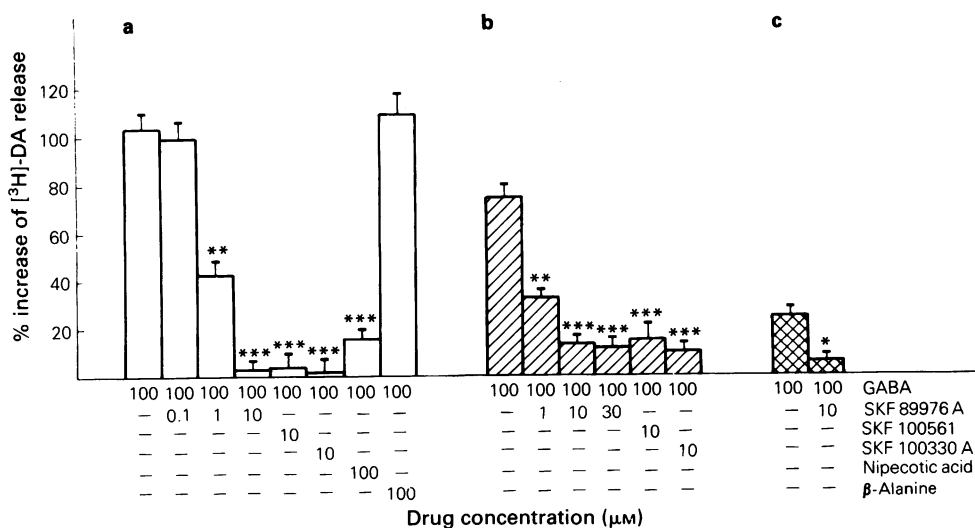 a b c
% increase of [³H]-DA release
120
100
80
60
40
20
**
***
***
***
***
**
***
***
***
***
*
100 100 100 100 100 100 100 100 100 100 100 100 100 100 100 100 GABA
– 0.1 1 10 – – – – – 1 10 30 – – – 10 SKF 89976 A
– – – – 10 – – – – – – – 10 – – – SKF 100561
– – – – – 10 – – – – – – – 10 – – SKF 100330 A
– – – – – – 100 – – – – – – – – – Nipecotic acid
– – – – – – – 100 – – – – – – – – β-Alanine
Drug concentration (μM)